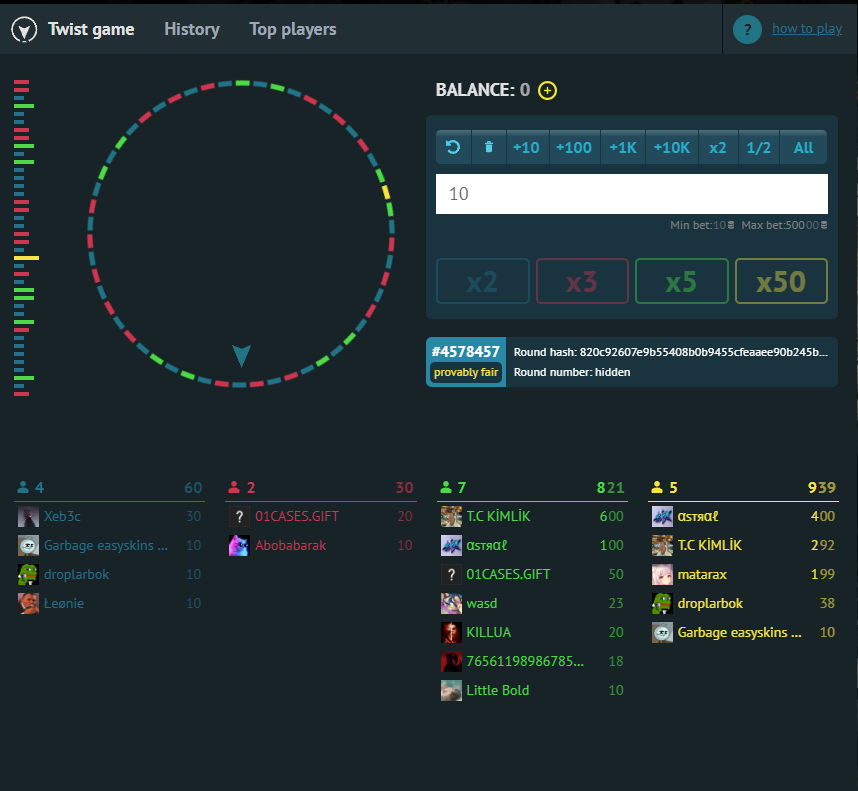 Twist game History Top players ? how to play
BALANCE: 0
+10 +100 +1K +10K x2 1/2 All
10
Min bet:10 Max bet:50000
x2 x3 x5 x50
#4578457 Round hash: 820c92607e9b55408b0b9455cfeaaee90b245b...
provably fair Round number: hidden
4 60
Xeb3c 30
Garbage easyskins ... 10
droplarbok 10
Łeønie 10
2 30
? 01CASES.GIFT 20
Abobabarak 10
7 821
T.C KİMLİK 600
αѕтяαℓ 100
? 01CASES.GIFT 50
wasd 23
KILLUA 20
76561198986785... 18
Little Bold 10
5 939
αѕтяαℓ 400
T.C KİMLİK 292
matarax 199
droplarbok 38
Garbage easyskins ... 10